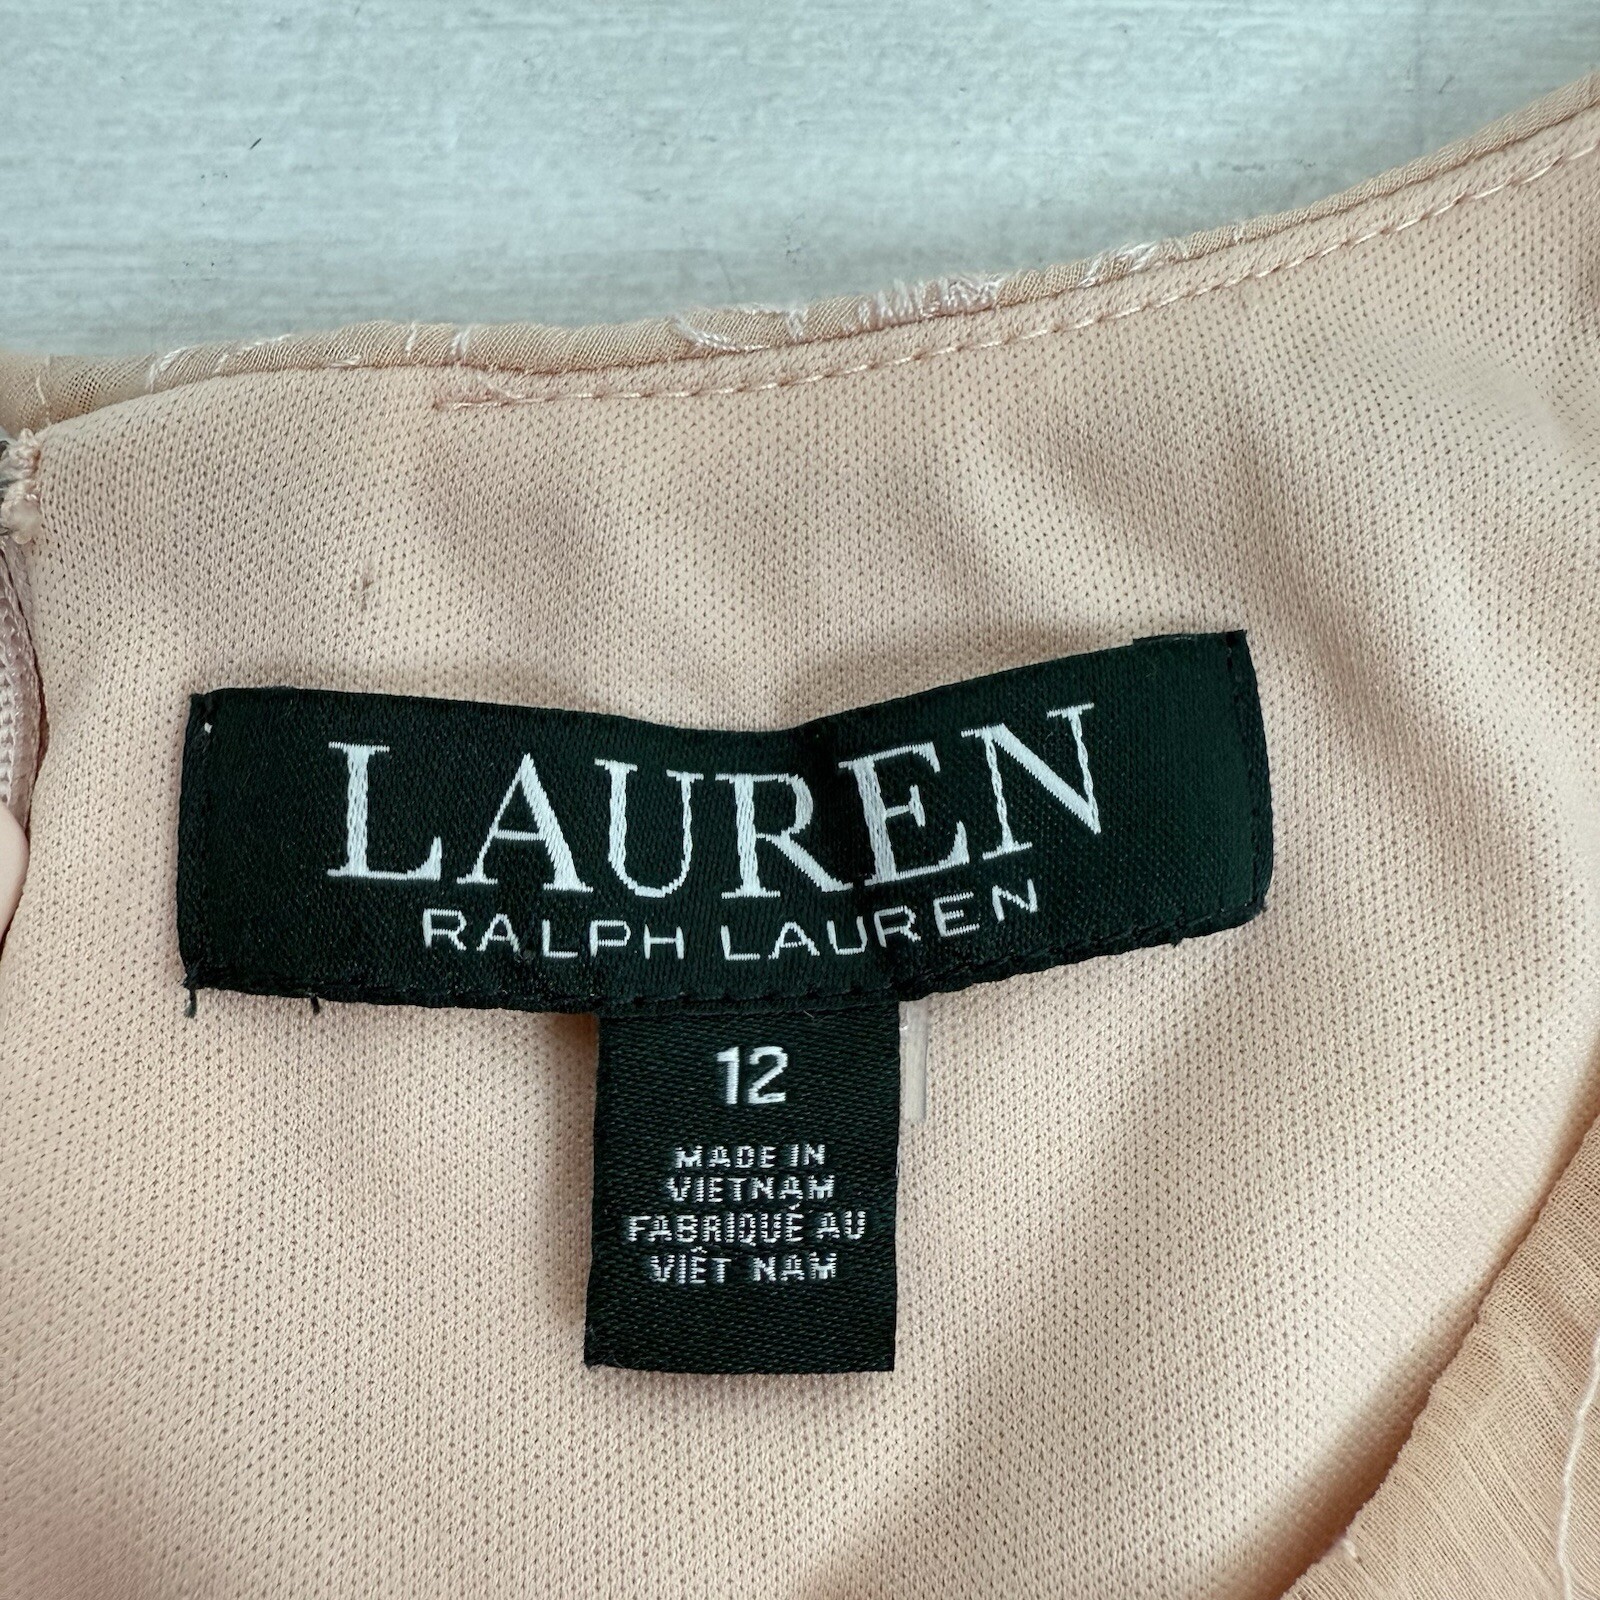 LAUREN
RALPH LAUREN
12
MADE IN
VIETNAM
FABRIQUÉ AU
VIÊT NAM